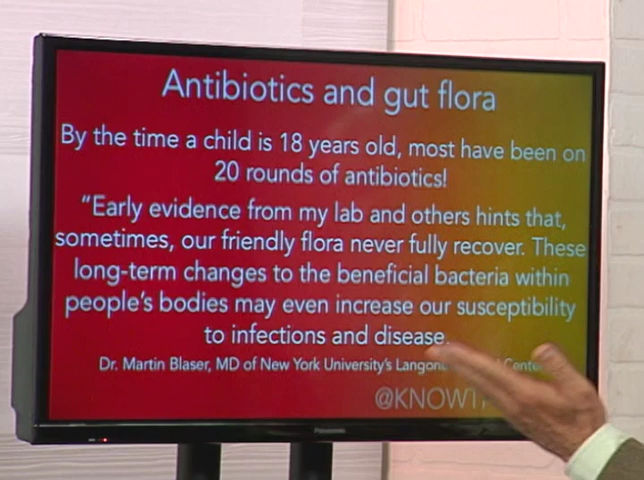 Antibiotics and gut flora
By the time a child is 18 years old, most have been on
20 rounds of antibiotics!
"Early evidence from my lab and others hints that,
sometimes, our friendly flora never fully recover. These
long-term changes to the beneficial bacteria within
people's bodies may even increase our susceptibility
to infections and disease.
Dr. Martin Blaser, MD of New York University's
@KNOWT
Panasonic